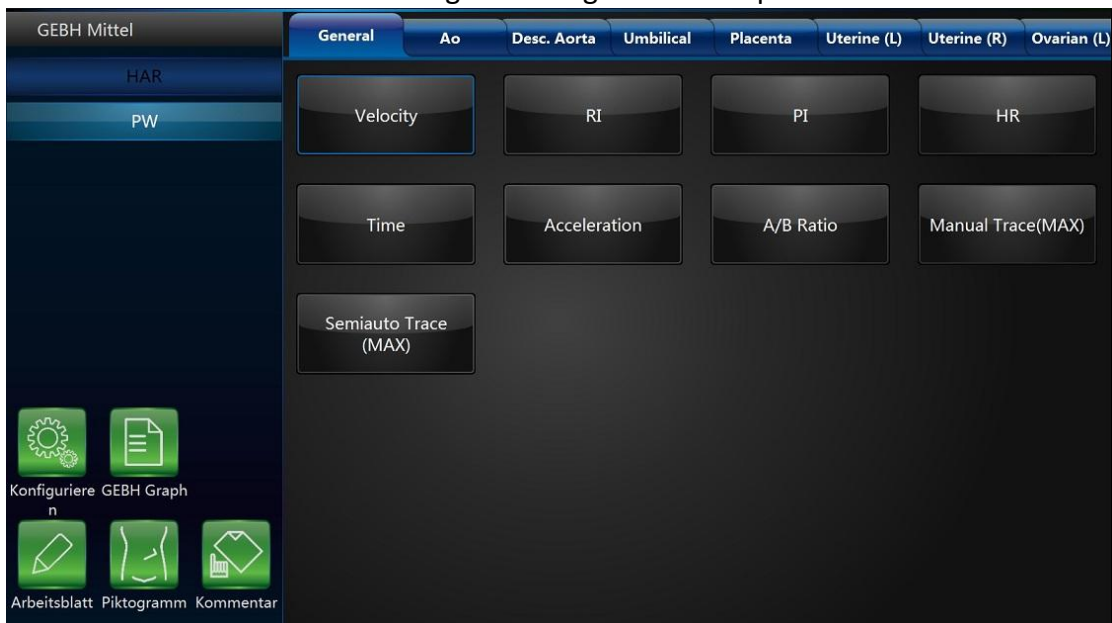 GEBH Mittel
HAR
PW
General Ao Desc. Aorta Umbilical Placenta Uterine (L) Uterine (R) Ovarian (L)
Velocity RI PI HR
Time Acceleration A/B Ratio Manual Trace(MAX)
Semiauto Trace
(MAX)
Konfiguriere GEBH Graph
n
Arbeitsblatt Piktogramm Kommentar